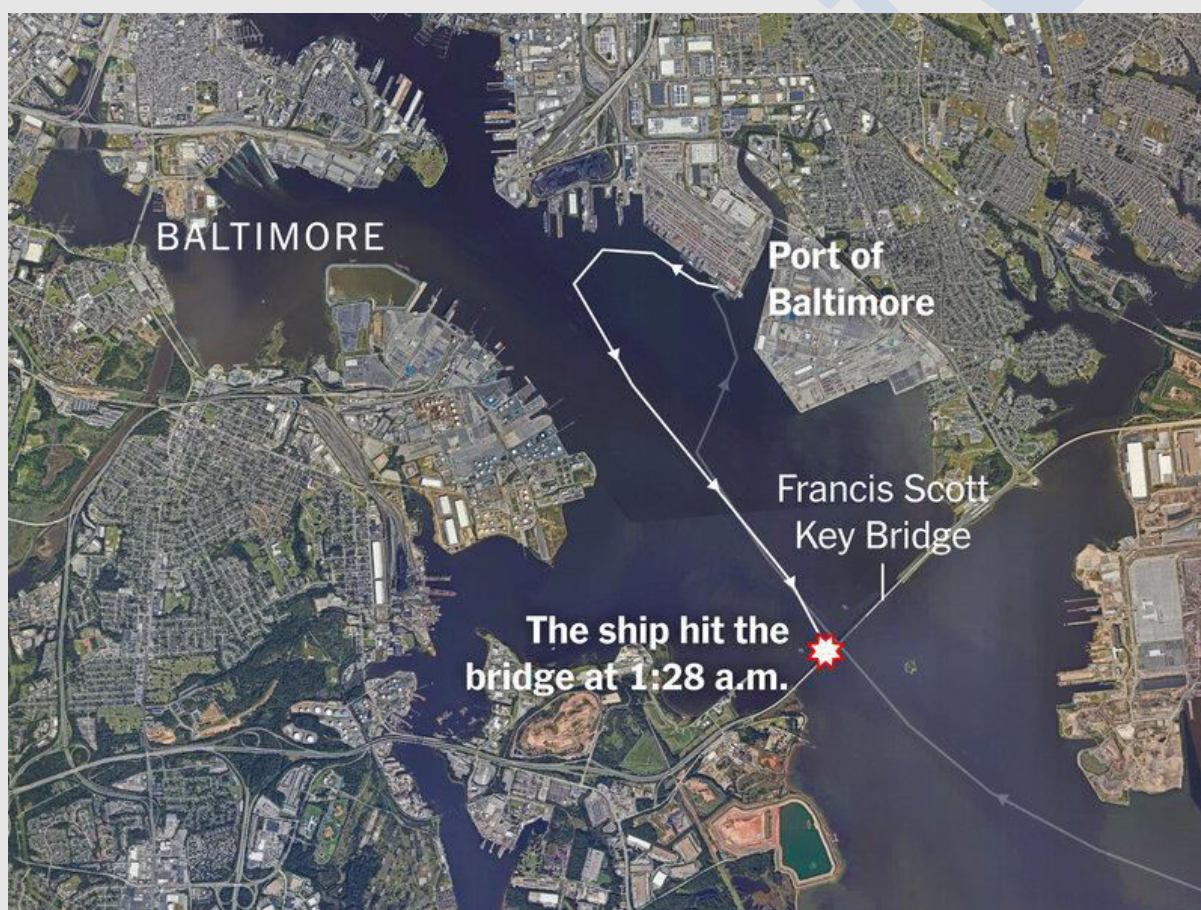 BALTIMORE
Port of
Baltimore
Francis Scott
Key Bridge
The ship hit the
bridge at 1:28 a.m.